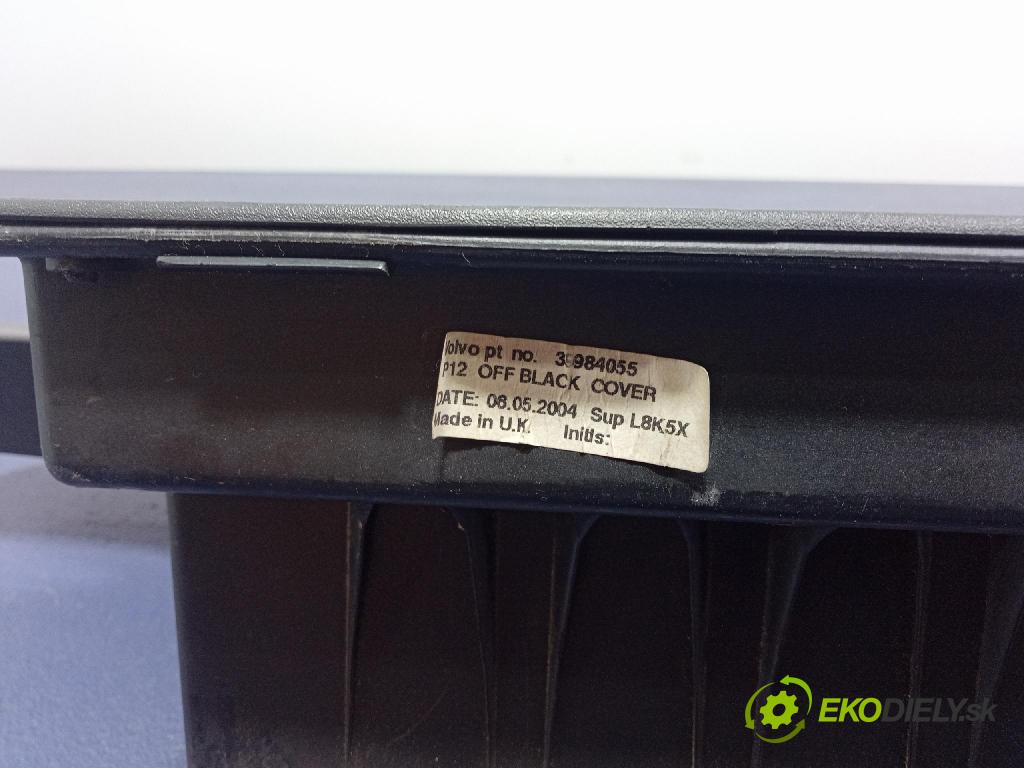 Volvo pt no. 39984055
P12 OFF BLACK COVER
DATE: 06.05.2004 Sup L8K5X
Made in U.K. Initls:
EKODIELY.sk